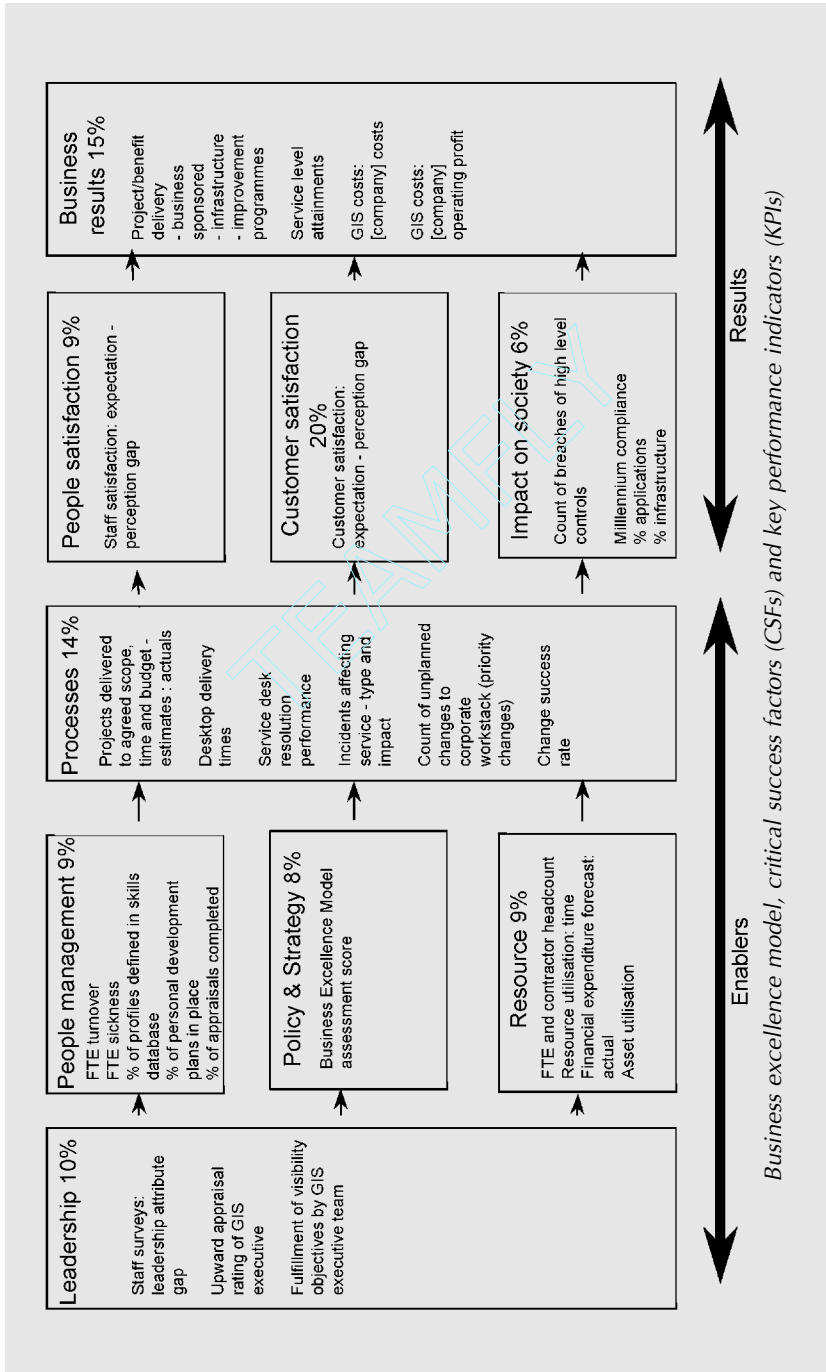 Leadership 10%
Staff surveys:
leadership attribute
gap
Upward appraisal
rating of GIS
executive
Fulfillment of visibility
objectives by GIS
executive team
People management 9%
FTE turnover
FTE sickness
% of profiles defined in skills
database
% of personal development
plans in place
% of appraisals completed
Policy & Strategy 8%
Business Excellence Model
assessment score
Resource 9%
FTE and contractor headcount
Resource utilisation: time
Financial expenditure forecast:
actual
Asset utilisation
Processes 14%
Projects delivered
to agreed scope,
time and budget -
estimates : actuals
Desktop delivery
times
Service desk
resolution
performance
Incidents affecting
service - type and
impact
Count of unplanned
changes to
corporate
workstack (priority
changes)
Change success
rate
People satisfaction 9%
Staff satisfaction: expectation -
perception gap
Customer satisfaction
20%
Customer satisfaction:
expectation - perception gap
Impact on society 6%
Count of breaches of high level
controls
Milllennium compliance
% applications
% infrastructure
Business
results 15%
Project/benefit
delivery
- business
sponsored
- infrastructure
- improvement
programmes
Service level
attainments
GIS costs:
[company] costs
GIS costs:
[company]
operating profit
Enablers
Results
Business excellence model, critical success factors (CSFs) and key performance indicators (KPIs)
TEAMFLY